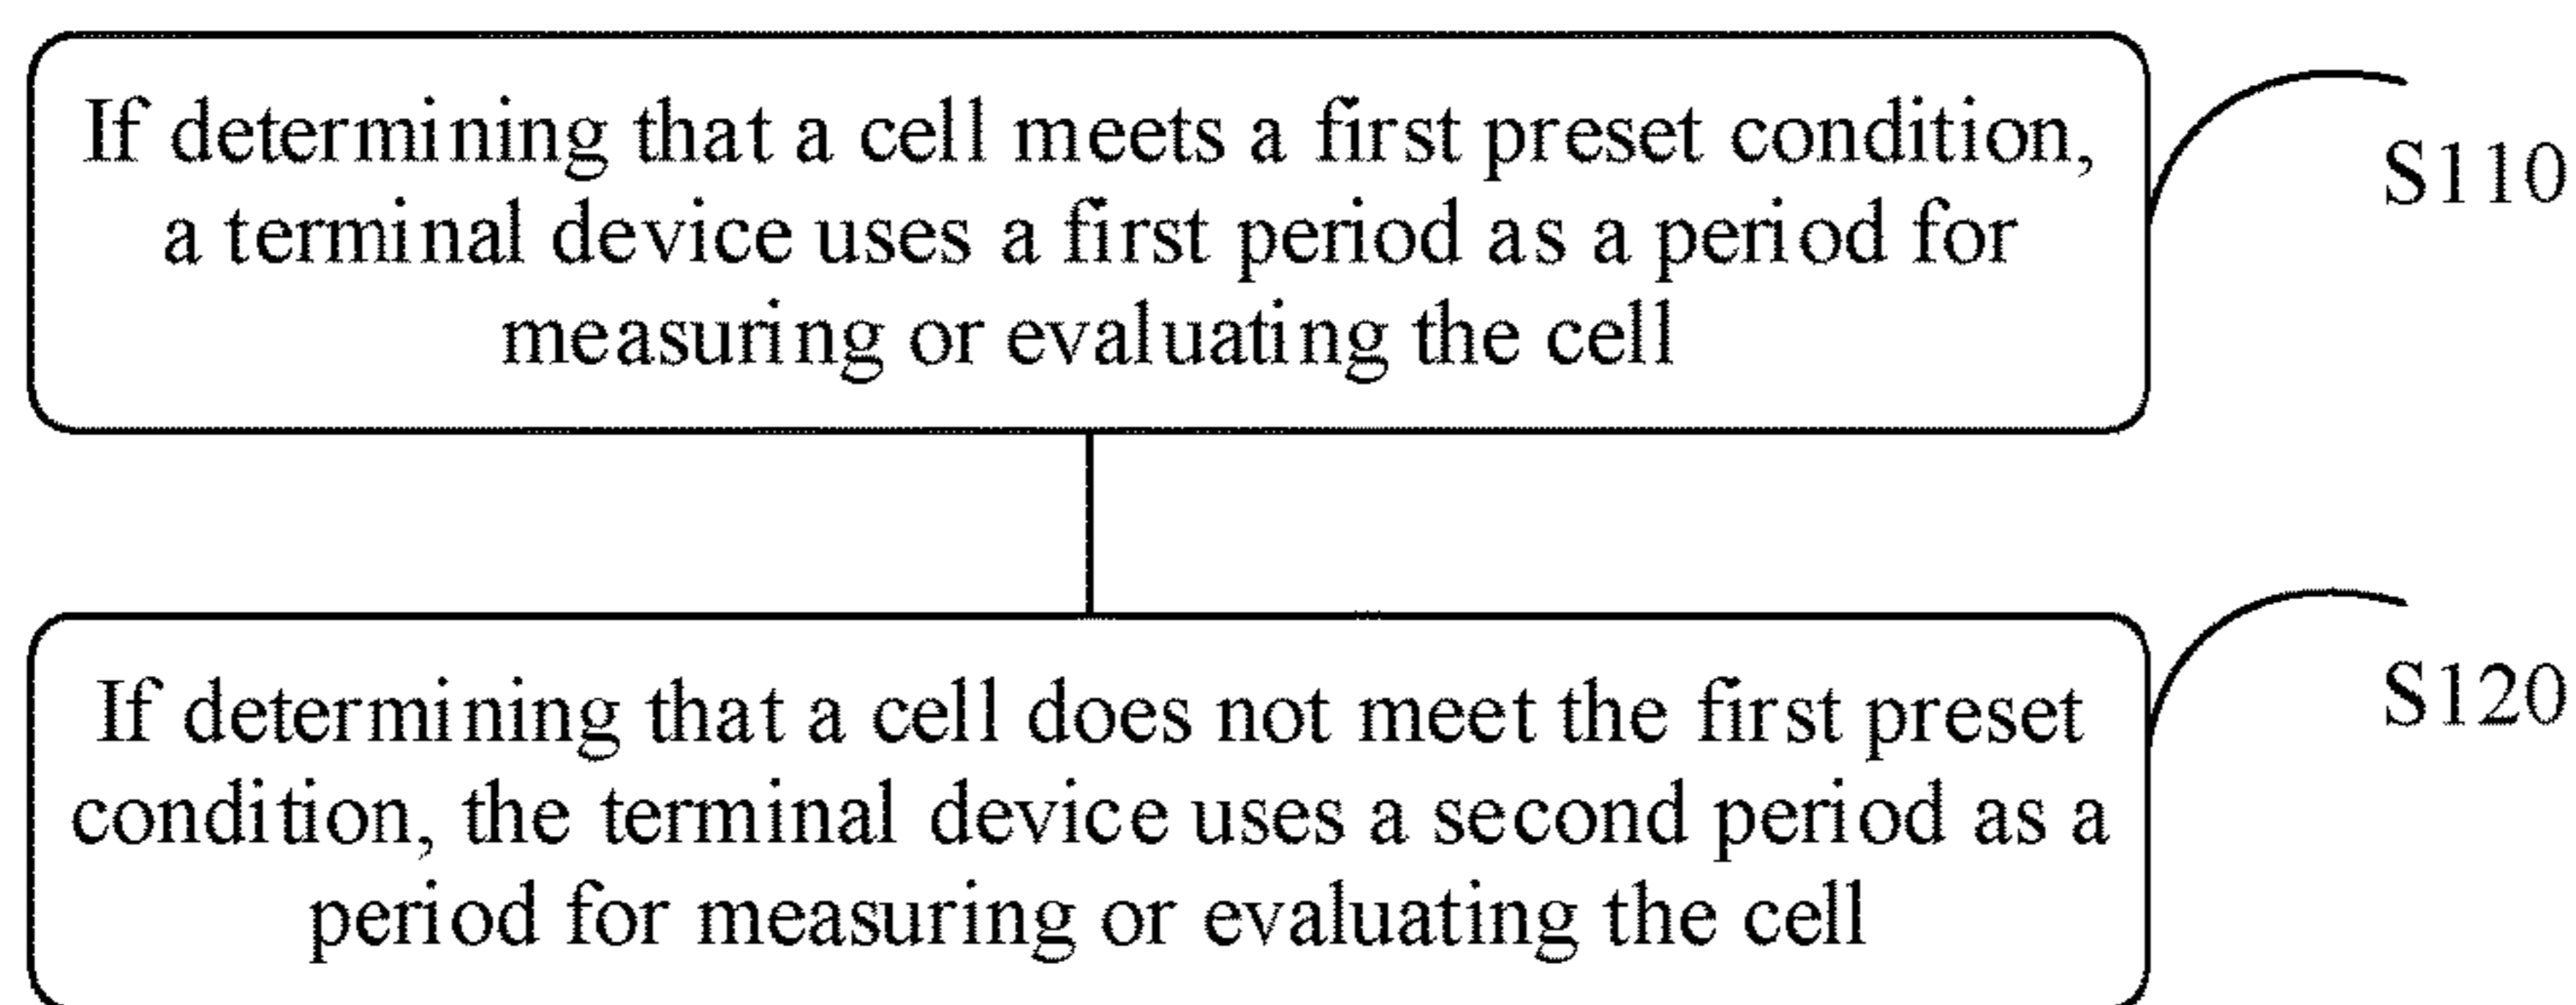 If determining that a cell meets a first preset condition,
a terminal device uses a first period as a period for
measuring or evaluating the cell
S110
If determining that a cell does not meet the first preset
condition, the terminal device uses a second period as a
period for measuring or evaluating the cell
S120